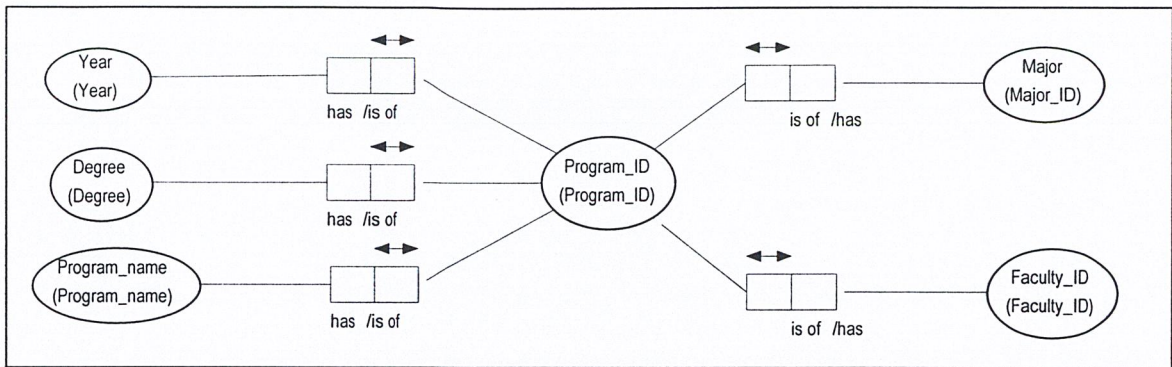 Year
(Year)
has /is of
Degree
(Degree)
has /is of
Program_name
(Program_name)
has /is of
Program_ID
(Program_ID)
Major
(Major_ID)
is of /has
Faculty_ID
(Faculty_ID)
is of /has